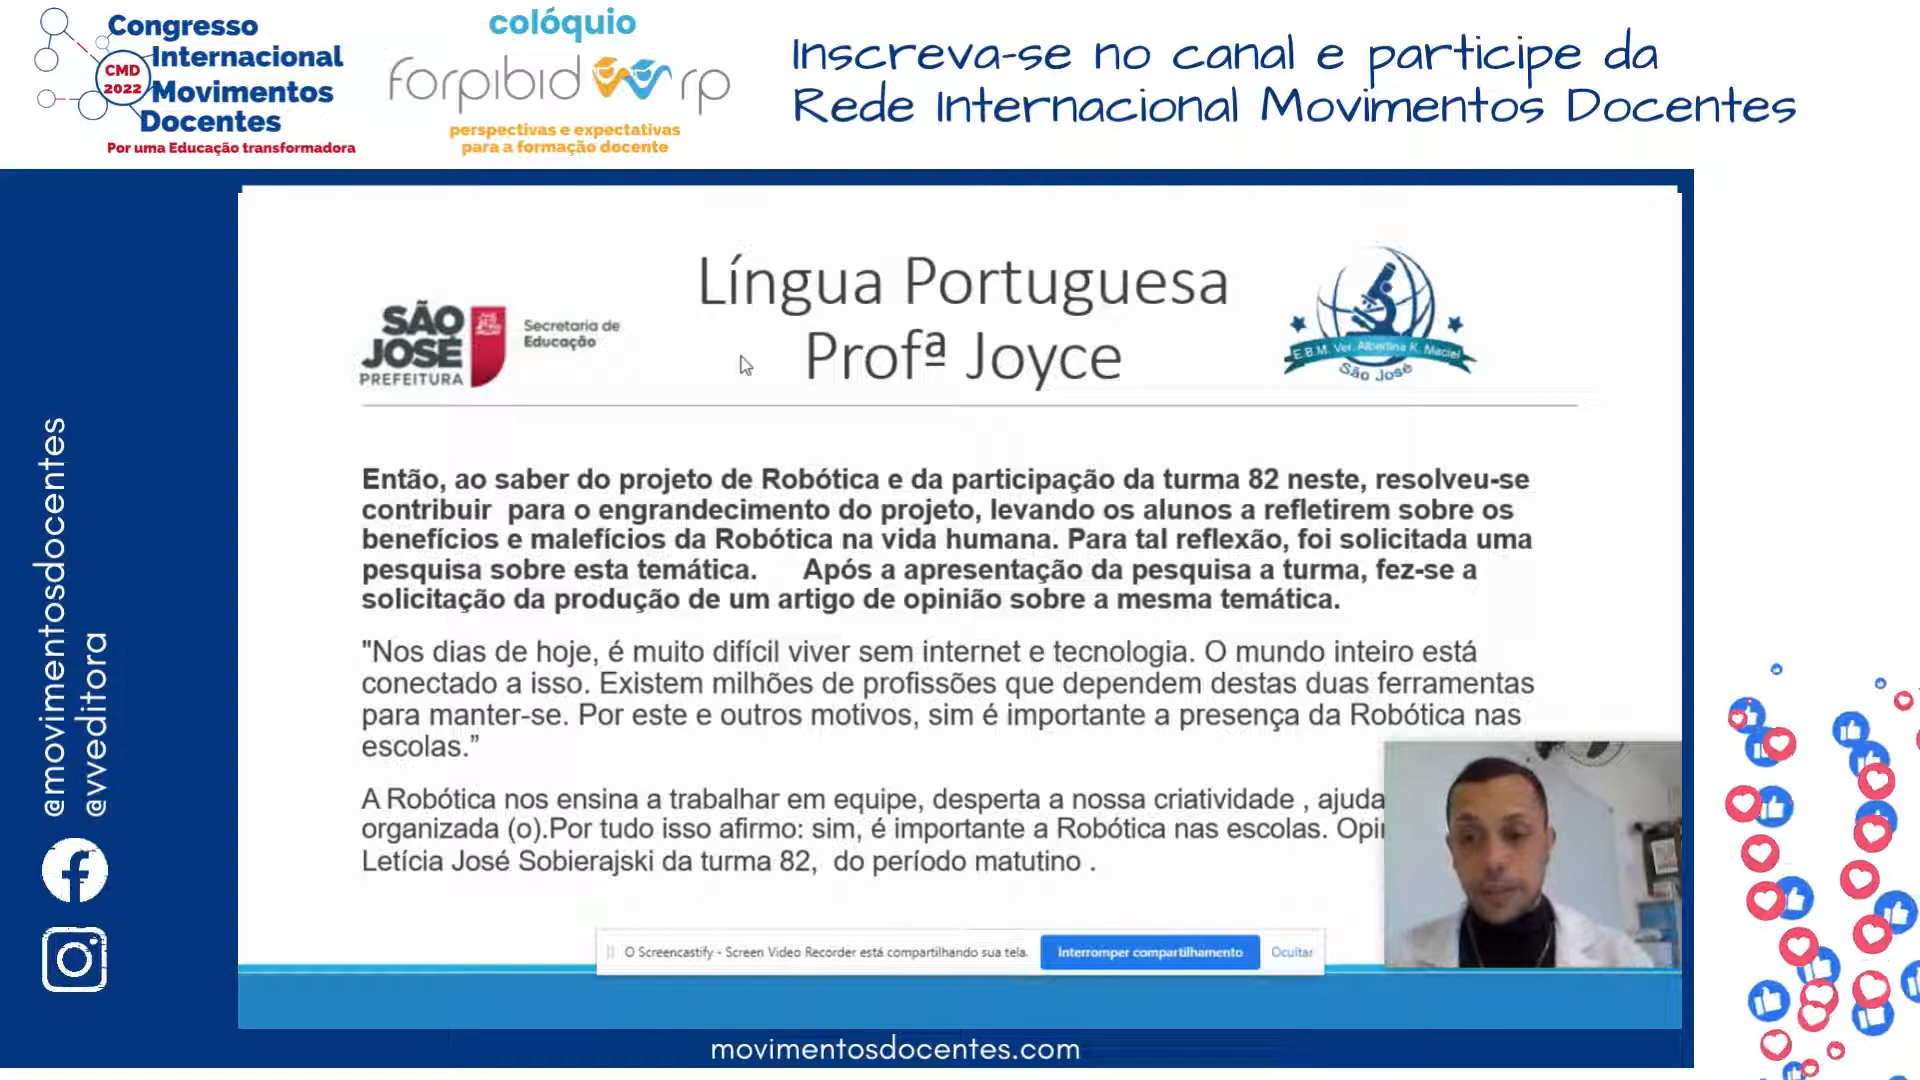 Congresso
Internacional
CMD
2022
Movimentos
Docentes
Por uma Educação transformadora
colóquio
forpibid rp
perspectivas e expectativas
para a formação docente
Inscreva-se no canal e participe da
Rede Internacional Movimentos Docentes
@movimentosdocentes
@vveditora
SÃO
JOSÉ
PREFEITURA
Secretaria de
Educação
Língua Portuguesa
Profª Joyce
E.B.M. Ver. Albertina K. Maciel
São José
Então, ao saber do projeto de Robótica e da participação da turma 82 neste, resolveu-se
contribuir para o engrandecimento do projeto, levando os alunos a refletirem sobre os
benefícios e malefícios da Robótica na vida humana. Para tal reflexão, foi solicitada uma
pesquisa sobre esta temática. Após a apresentação da pesquisa a turma, fez-se a
solicitação da produção de um artigo de opinião sobre a mesma temática.
"Nos dias de hoje, é muito difícil viver sem internet e tecnologia. O mundo inteiro está
conectado a isso. Existem milhões de profissões que dependem destas duas ferramentas
para manter-se. Por este e outros motivos, sim é importante a presença da Robótica nas
escolas.”
A Robótica nos ensina a trabalhar em equipe, desperta a nossa criatividade , ajuda
organizada (o).Por tudo isso afirmo: sim, é importante a Robótica nas escolas.
Letícia José Sobierajski da turma 82, do período matutino .
O Screencastify - Screen Video Recorder está compartilhando sua tela.
Interromper compartilhamento
Ocultar
movimentosdocentes.com